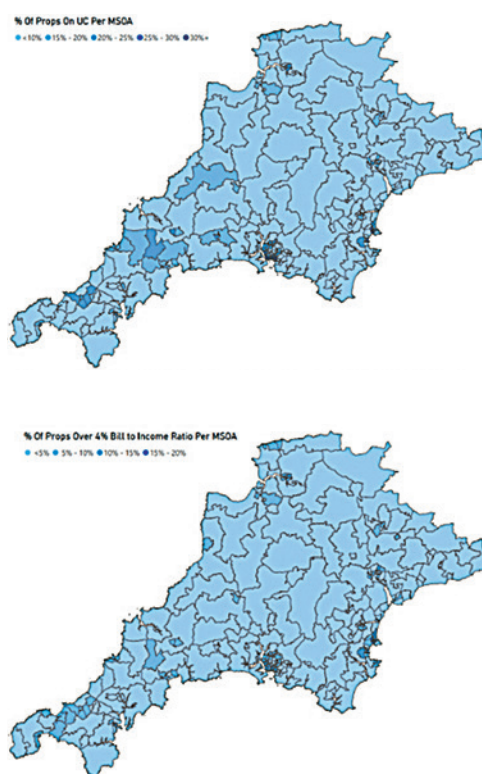 % Of Props On UC Per MSOA
<10% 15% - 20% 20% - 25% 25% - 30% 30%+
% Of Props Over 4% Bill to Income Ratio Per MSOA
<5% 5% - 10% 10% - 15% 15% - 20%